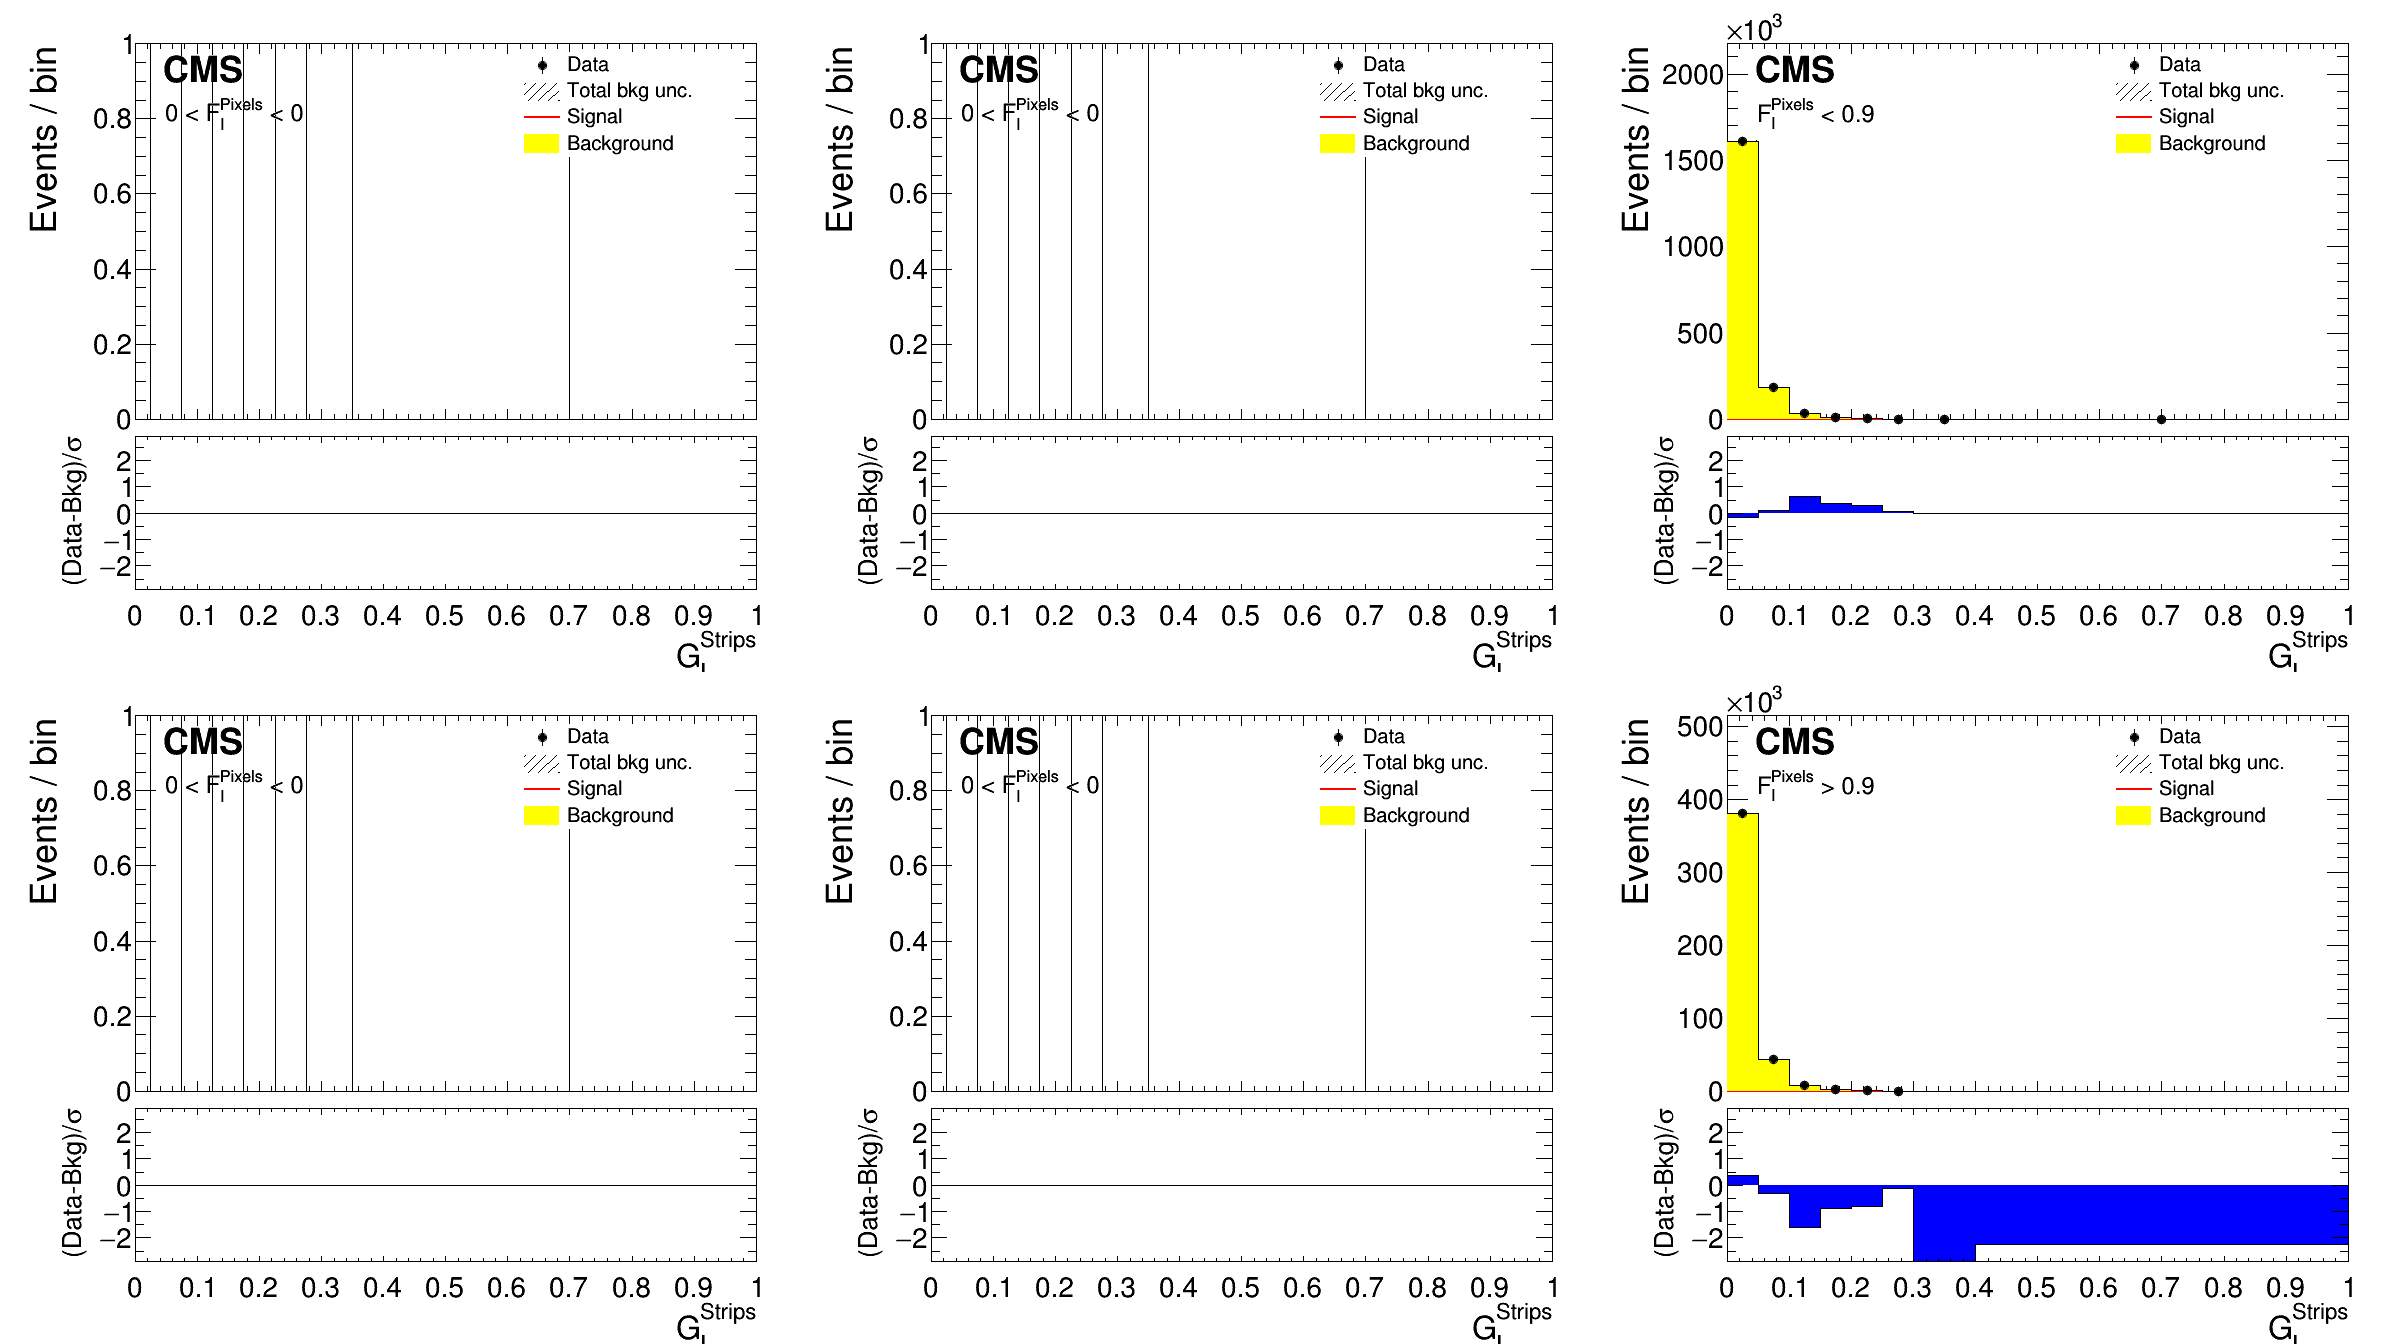 Events / bin
1
0.8
0.6
0.4
0.2
0
CMS
0 < F_l^Pixels < 0
Data
Total bkg unc.
Signal
Background
(Data-Bkg)/σ
2
1
0
−1
−2
0 0.1 0.2 0.3 0.4 0.5 0.6 0.7 0.8 0.9 1
G_l^Strips
Events / bin
1
0.8
0.6
0.4
0.2
0
CMS
0 < F_l^Pixels < 0
Data
Total bkg unc.
Signal
Background
(Data-Bkg)/σ
2
1
0
−1
−2
0 0.1 0.2 0.3 0.4 0.5 0.6 0.7 0.8 0.9 1
G_l^Strips
×10^3
Events / bin
2000
1500
1000
500
0
CMS
F_l^Pixels < 0.9
Data
Total bkg unc.
Signal
Background
(Data-Bkg)/σ
2
1
0
−1
−2
0 0.1 0.2 0.3 0.4 0.5 0.6 0.7 0.8 0.9 1
G_l^Strips
Events / bin
1
0.8
0.6
0.4
0.2
0
CMS
0 < F_l^Pixels < 0
Data
Total bkg unc.
Signal
Background
(Data-Bkg)/σ
2
1
0
−1
−2
0 0.1 0.2 0.3 0.4 0.5 0.6 0.7 0.8 0.9 1
G_l^Strips
Events / bin
1
0.8
0.6
0.4
0.2
0
CMS
0 < F_l^Pixels < 0
Data
Total bkg unc.
Signal
Background
(Data-Bkg)/σ
2
1
0
−1
−2
0 0.1 0.2 0.3 0.4 0.5 0.6 0.7 0.8 0.9 1
G_l^Strips
×10^3
Events / bin
500
400
300
200
100
0
CMS
F_l^Pixels > 0.9
Data
Total bkg unc.
Signal
Background
(Data-Bkg)/σ
2
1
0
−1
−2
0 0.1 0.2 0.3 0.4 0.5 0.6 0.7 0.8 0.9 1
G_l^Strips